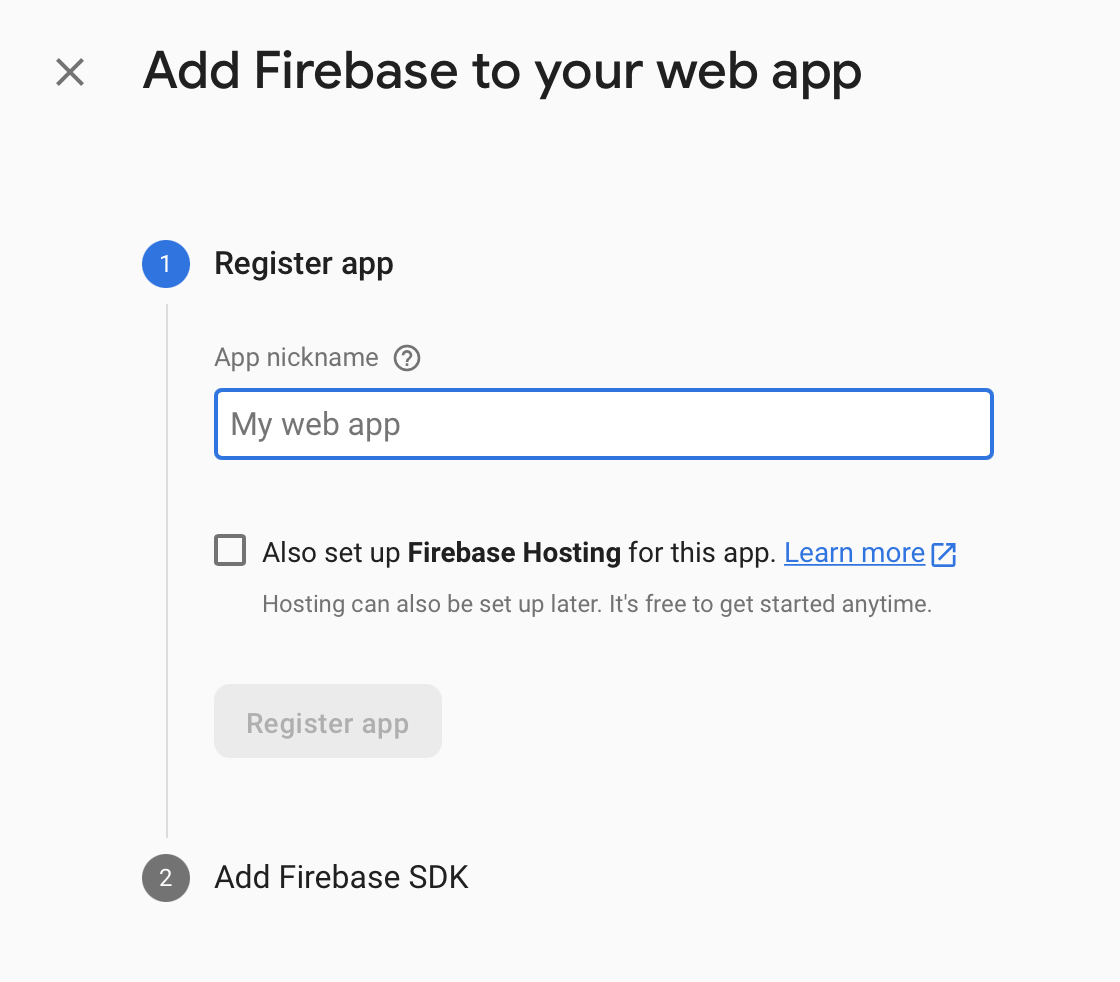 Add Firebase to your web app
1 Register app
App nickname ?
My web app
Also set up Firebase Hosting for this app. Learn more
Hosting can also be set up later. It's free to get started anytime.
Register app
2 Add Firebase SDK